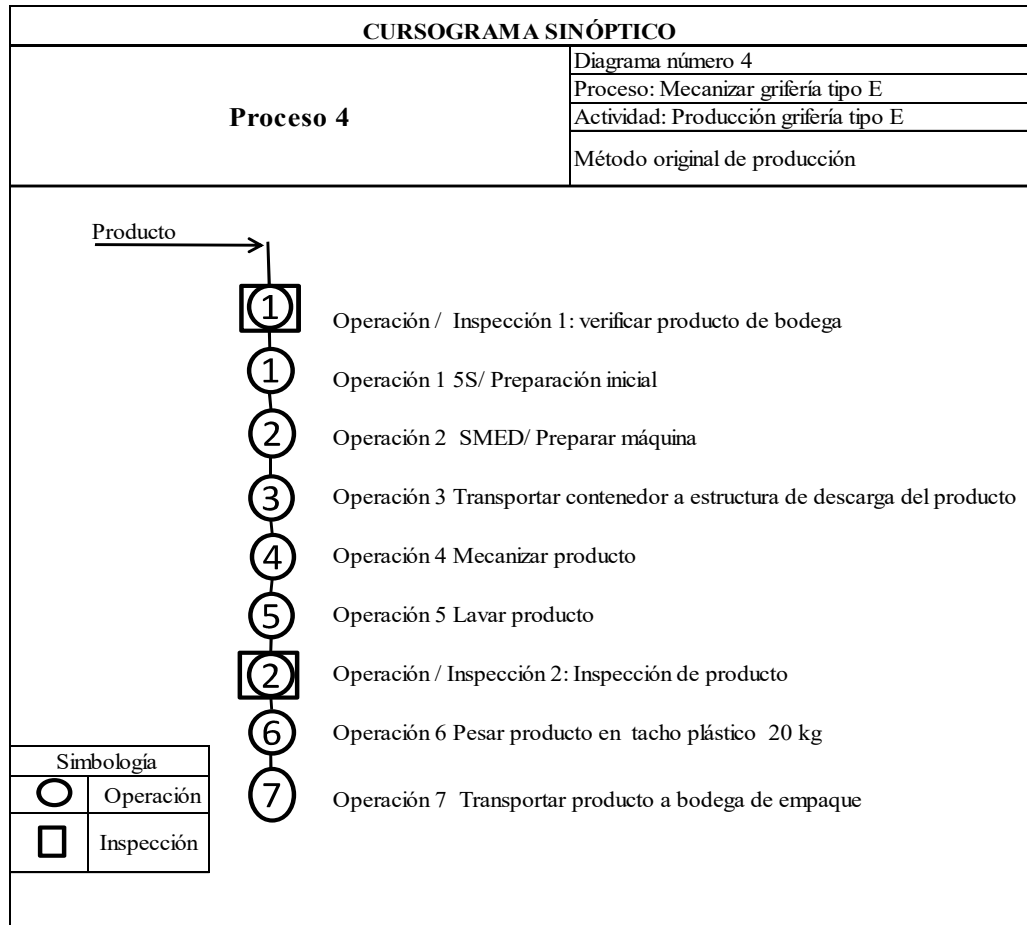 CURSOGRAMA SINÓPTICO
Proceso 4
Diagrama número 4
Proceso: Mecanizar grifería tipo E
Actividad: Producción grifería tipo E
Método original de producción
Producto
1 Operación / Inspección 1: verificar producto de bodega
1 Operación 1 5S/ Preparación inicial
2 Operación 2 SMED/ Preparar máquina
3 Operación 3 Transportar contenedor a estructura de descarga del producto
4 Operación 4 Mecanizar producto
5 Operación 5 Lavar producto
2 Operación / Inspección 2: Inspección de producto
6 Operación 6 Pesar producto en tacho plástico 20 kg
7 Operación 7 Transportar producto a bodega de empaque
Simbología
Operación
Inspección